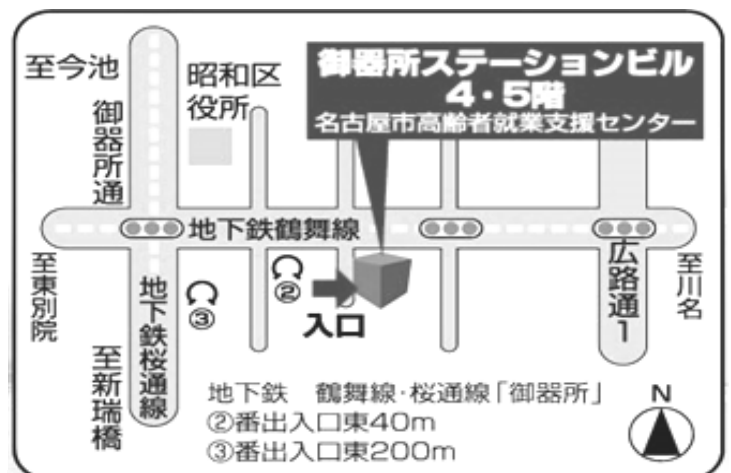 至今池
御器所通
昭和区
役所
御器所ステーションビル
4・5階
名古屋市高齢者就業支援センター
地下鉄鶴舞線
至東別院
地下鉄桜通線
至新瑞橋
③
②
入口
広路通1
至川名
地下鉄 鶴舞線・桜通線「御器所」
②番出入口東40m
③番出入口東200m
N